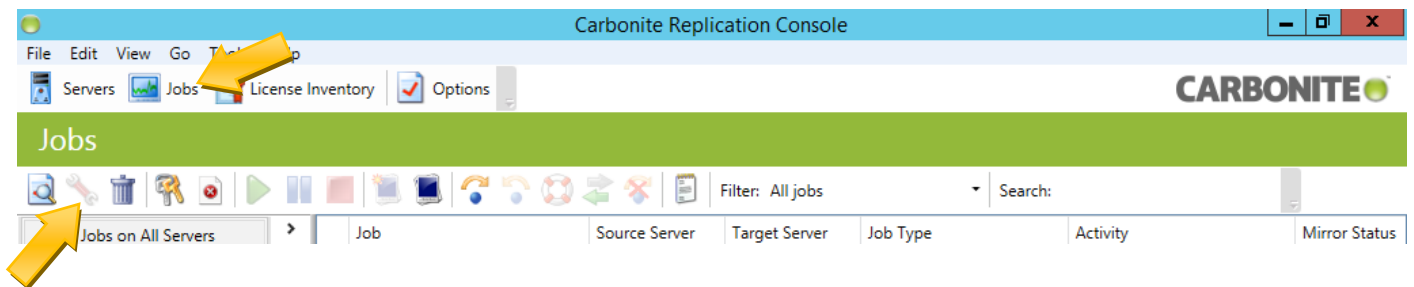 Carbonite Replication Console
File Edit View Go
Servers Jobs License Inventory Options CARBONITE
Jobs
Filter: All jobs Search:
Jobs on All Servers Job Source Server Target Server Job Type Activity Mirror Status